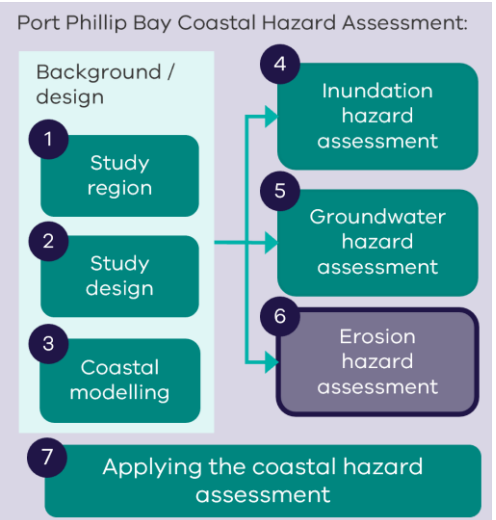 Port Phillip Bay Coastal Hazard Assessment:
Background /
design
1
Study
region
2
Study
design
3
Coastal
modelling
4
Inundation
hazard
assessment
5
Groundwater
hazard
assessment
6
Erosion
hazard
assessment
7
Applying the coastal hazard
assessment